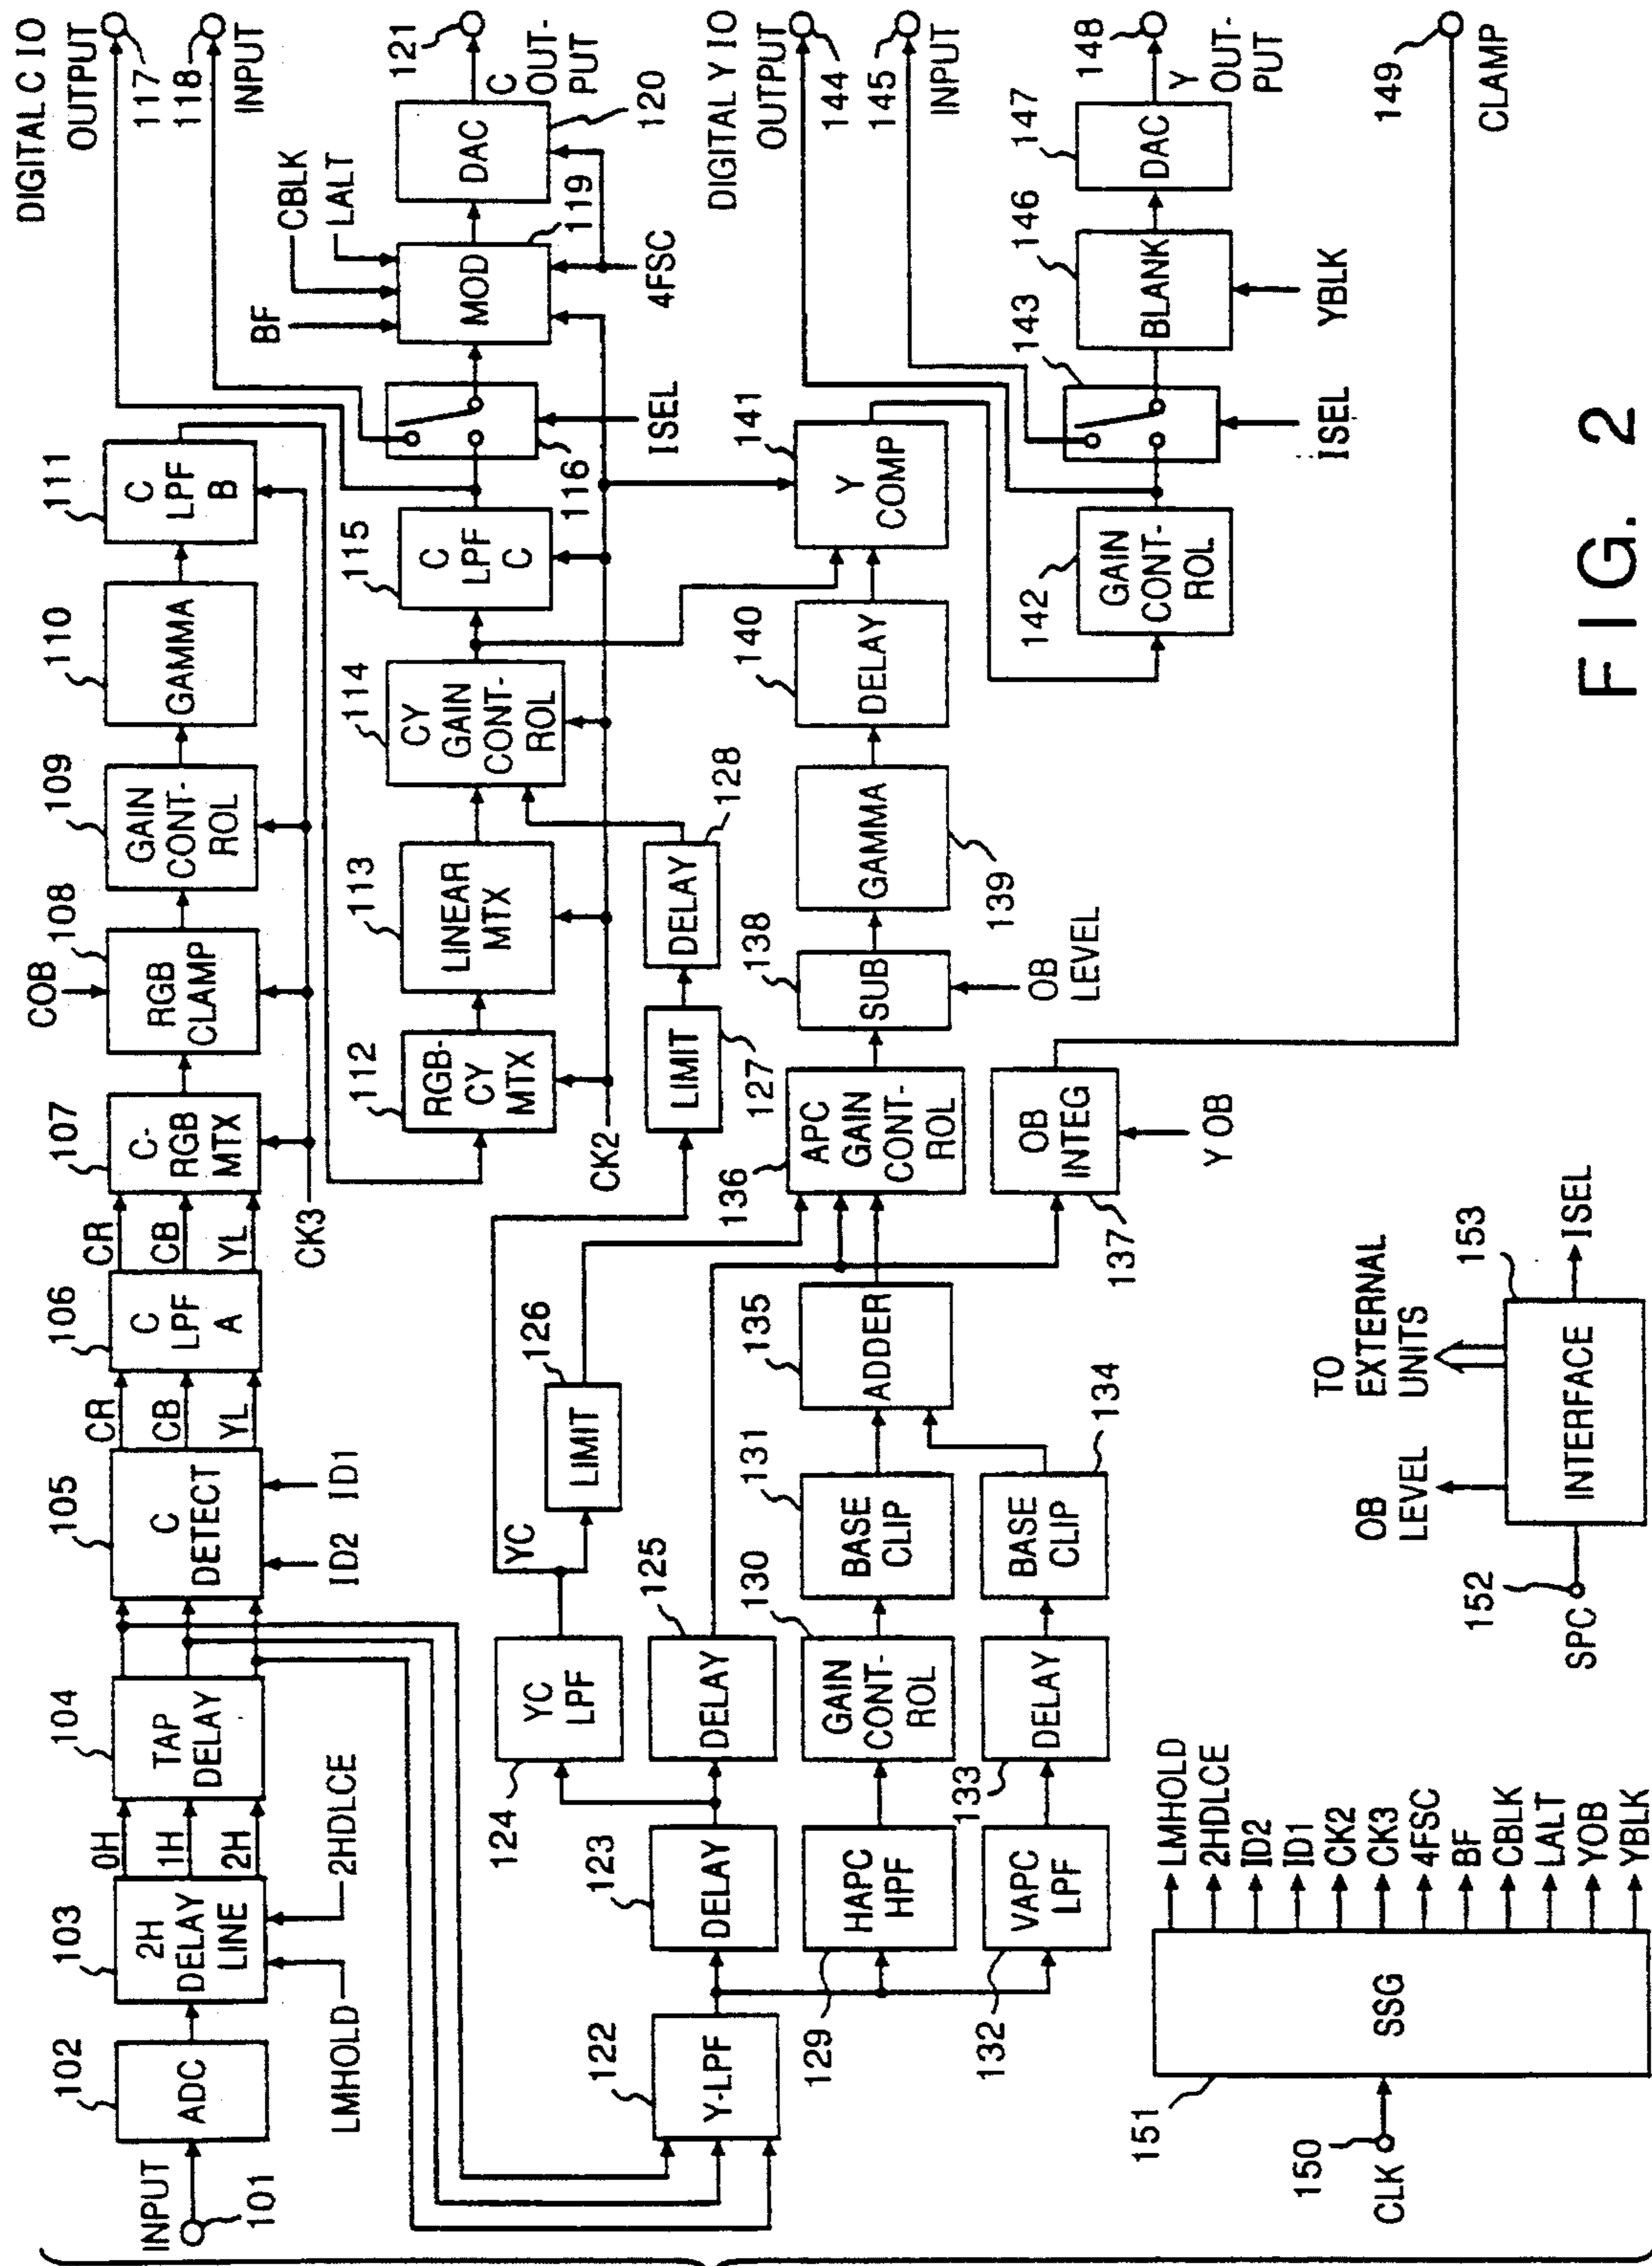 INPUT
101
102
ADC
103
2H
DELAY
LINE
LMHOLD
2HDLCE
0H
1H
2H
104
TAP
DELAY
105
C
DETECT
ID2
ID1
CR
CB
YL
106
C
LPF
A
CR
CB
YL
107
C-
RGB
MTX
CK3
COB
108
RGB
CLAMP
109
GAIN
CONT-
ROL
110
GAMMA
111
C
LPF
B
DIGITAL C IO
OUTPUT
117
118
INPUT
112
RGB-
CY
MTX
CK2
113
LINEAR
MTX
114
CY
GAIN
CONT-
ROL
115
C
LPF
C
116
ISEL
BF
CBLK
LALT
MOD
119
4FSC
DAC
120
121
C
OUT-
PUT
122
Y-LPF
123
DELAY
124
YC
LPF
YC
125
DELAY
126
LIMIT
LIMIT
127
DELAY
128
129
HAPC
HPF
130
GAIN
CONT-
ROL
131
BASE
CLIP
132
VAPC
LPF
133
DELAY
BASE
CLIP
134
135
ADDER
136
APC
GAIN
CONT-
ROL
OB
INTEG
137
YOB
138
SUB
OB
LEVEL
GAMMA
139
140
DELAY
141
Y
COMP
142
GAIN
CONT-
ROL
143
ISEL
DIGITAL Y IO
OUTPUT
144
145
INPUT
146
BLANK
YBLK
147
DAC
148
Y
OUT-
PUT
149
CLAMP
151
SSG
150
CLK
LMHOLD
2HDLCE
ID2
ID1
CK2
CK3
4FSC
BF
CBLK
LALT
YOB
YBLK
SPC
152
INTERFACE
153
OB
LEVEL
TO
EXTERNAL
UNITS
ISEL
FIG. 2